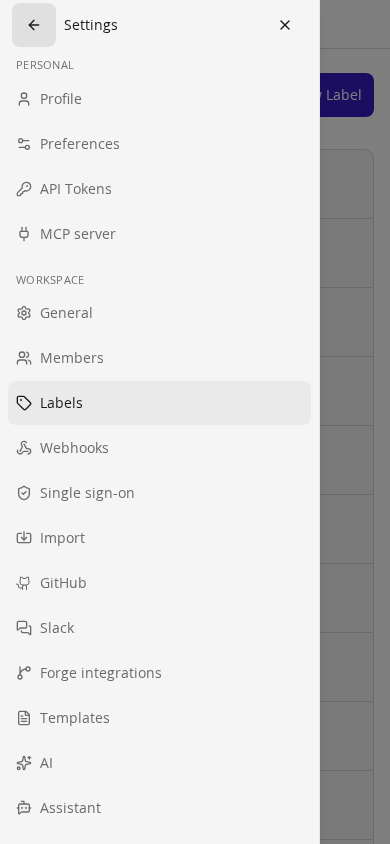 Settings
PERSONAL
Profile
Preferences
API Tokens
MCP server
WORKSPACE
General
Members
Labels
Webhooks
Single sign-on
Import
GitHub
Slack
Forge integrations
Templates
AI
Assistant
Label